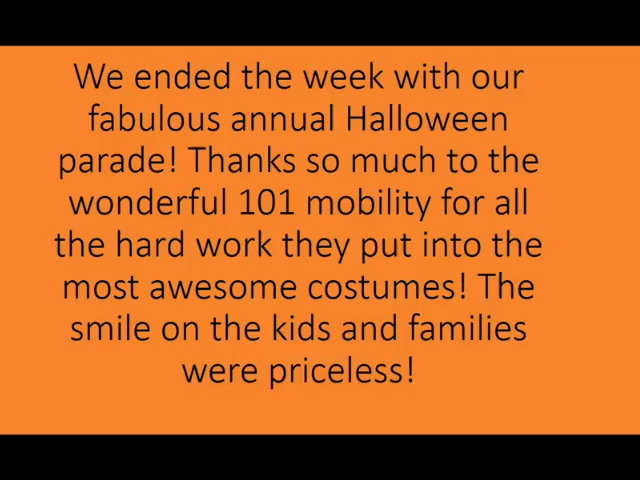 We ended the week with our
fabulous annual Halloween
parade! Thanks so much to the
wonderful 101 mobility for all
the hard work they put into the
most awesome costumes! The
smile on the kids and families
were priceless!